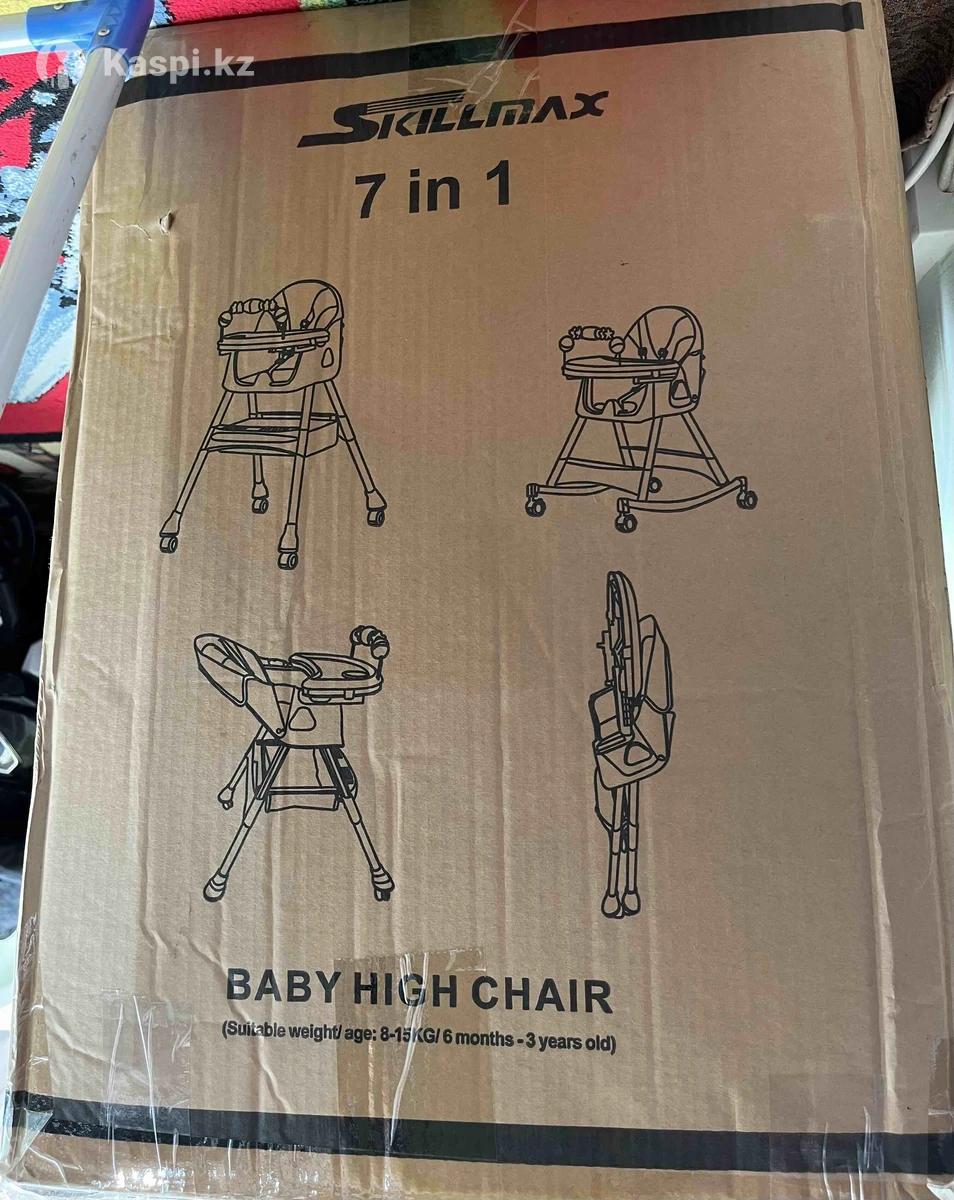 Kaspi.kz
SKILLMAX
7 in 1
BABY HIGH CHAIR
(Suitable weight/ age: 8-15KG/ 6 months - 3 years old)